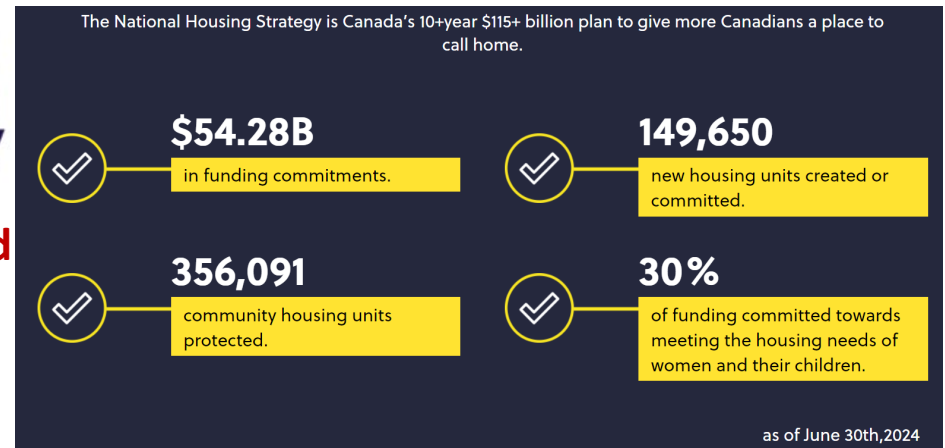 The National Housing Strategy is Canada's 10+year $115+ billion plan to give more Canadians a place to
call home.
$54.28B
in funding commitments.
149,650
new housing units created or
committed.
356,091
community housing units
protected.
30%
of funding committed towards
meeting the housing needs of
women and their children.
as of June 30th,2024